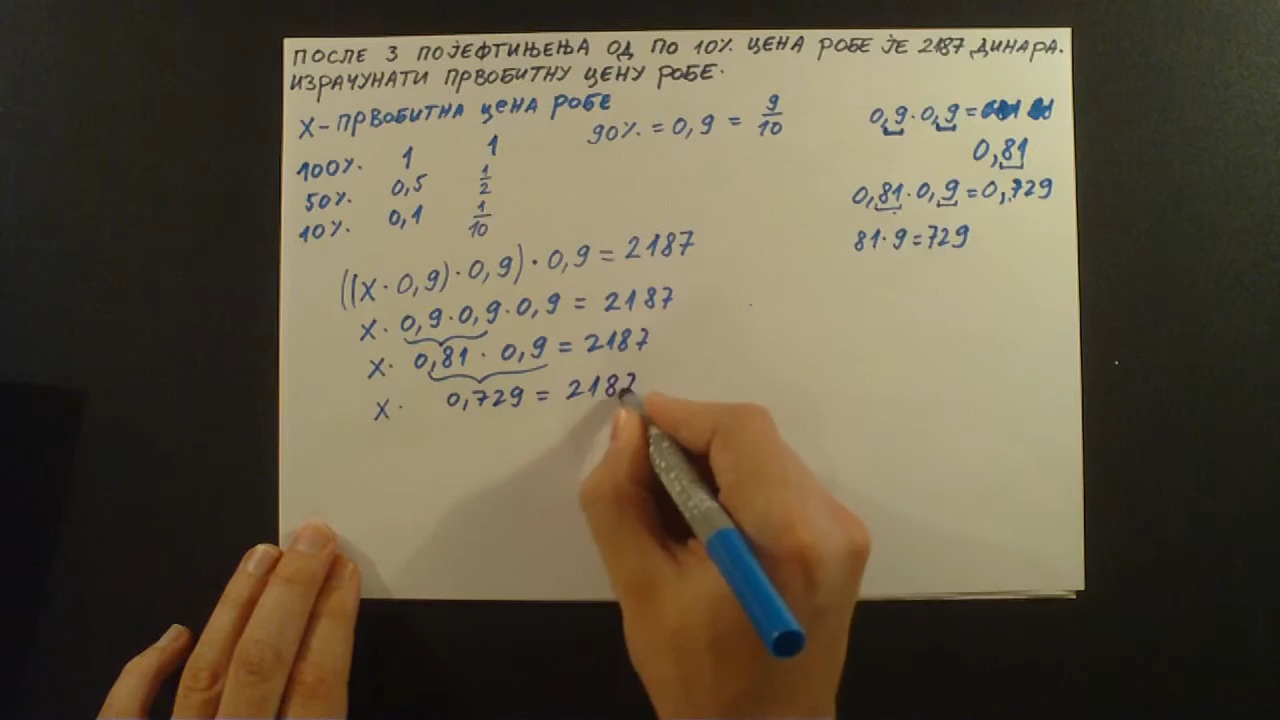 ПОСЛЕ 3 ПОЈЕФТИЊЕЊА ОД ПО 10% ЦЕНА РОБЕ ЈЕ 2187 ДИНАРА.
ИЗРАЧУНАТИ ПРВОБИТНУ ЦЕНУ РОБЕ.
X - ПРВОБИТНА ЦЕНА РОБЕ
100% 1 1
50% 0,5 1/2
10% 0,1 1/10
90% = 0,9 = 9/10
((X · 0,9) · 0,9) · 0,9 = 2187
X · 0,9 · 0,9 · 0,9 = 2187
X · 0,81 · 0,9 = 2187
X · 0,729 = 2187
0,9 · 0,9 =
0,81
0,81 · 0,9 = 0,729
81 · 9 = 729